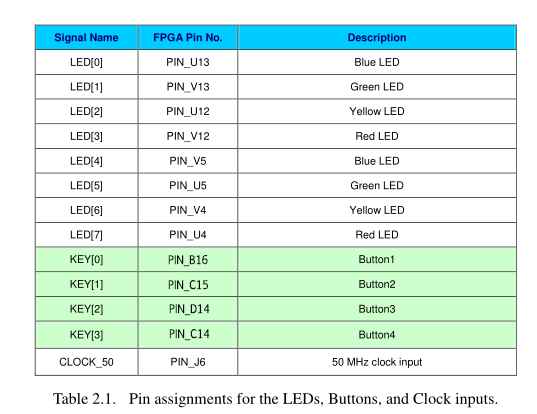 Signal Name FPGA Pin No. Description
LED[0] PIN_U13 Blue LED
LED[1] PIN_V13 Green LED
LED[2] PIN_U12 Yellow LED
LED[3] PIN_V12 Red LED
LED[4] PIN_V5 Blue LED
LED[5] PIN_U5 Green LED
LED[6] PIN_V4 Yellow LED
LED[7] PIN_U4 Red LED
KEY[0] PIN_B16 Button1
KEY[1] PIN_C15 Button2
KEY[2] PIN_D14 Button3
KEY[3] PIN_C14 Button4
CLOCK_50 PIN_J6 50 MHz clock input
Table 2.1. Pin assignments for the LEDs, Buttons, and Clock inputs.